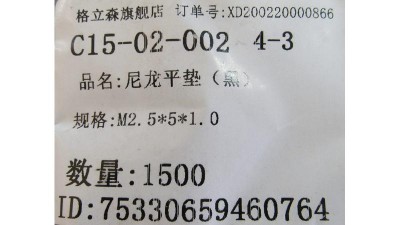 格立森旗舰店 订单号:XD200220000866
C15-02-002 4-3
品名:尼龙平垫（黑）
规格:M2.5*5*1.0
数量:1500
ID:75330659460764